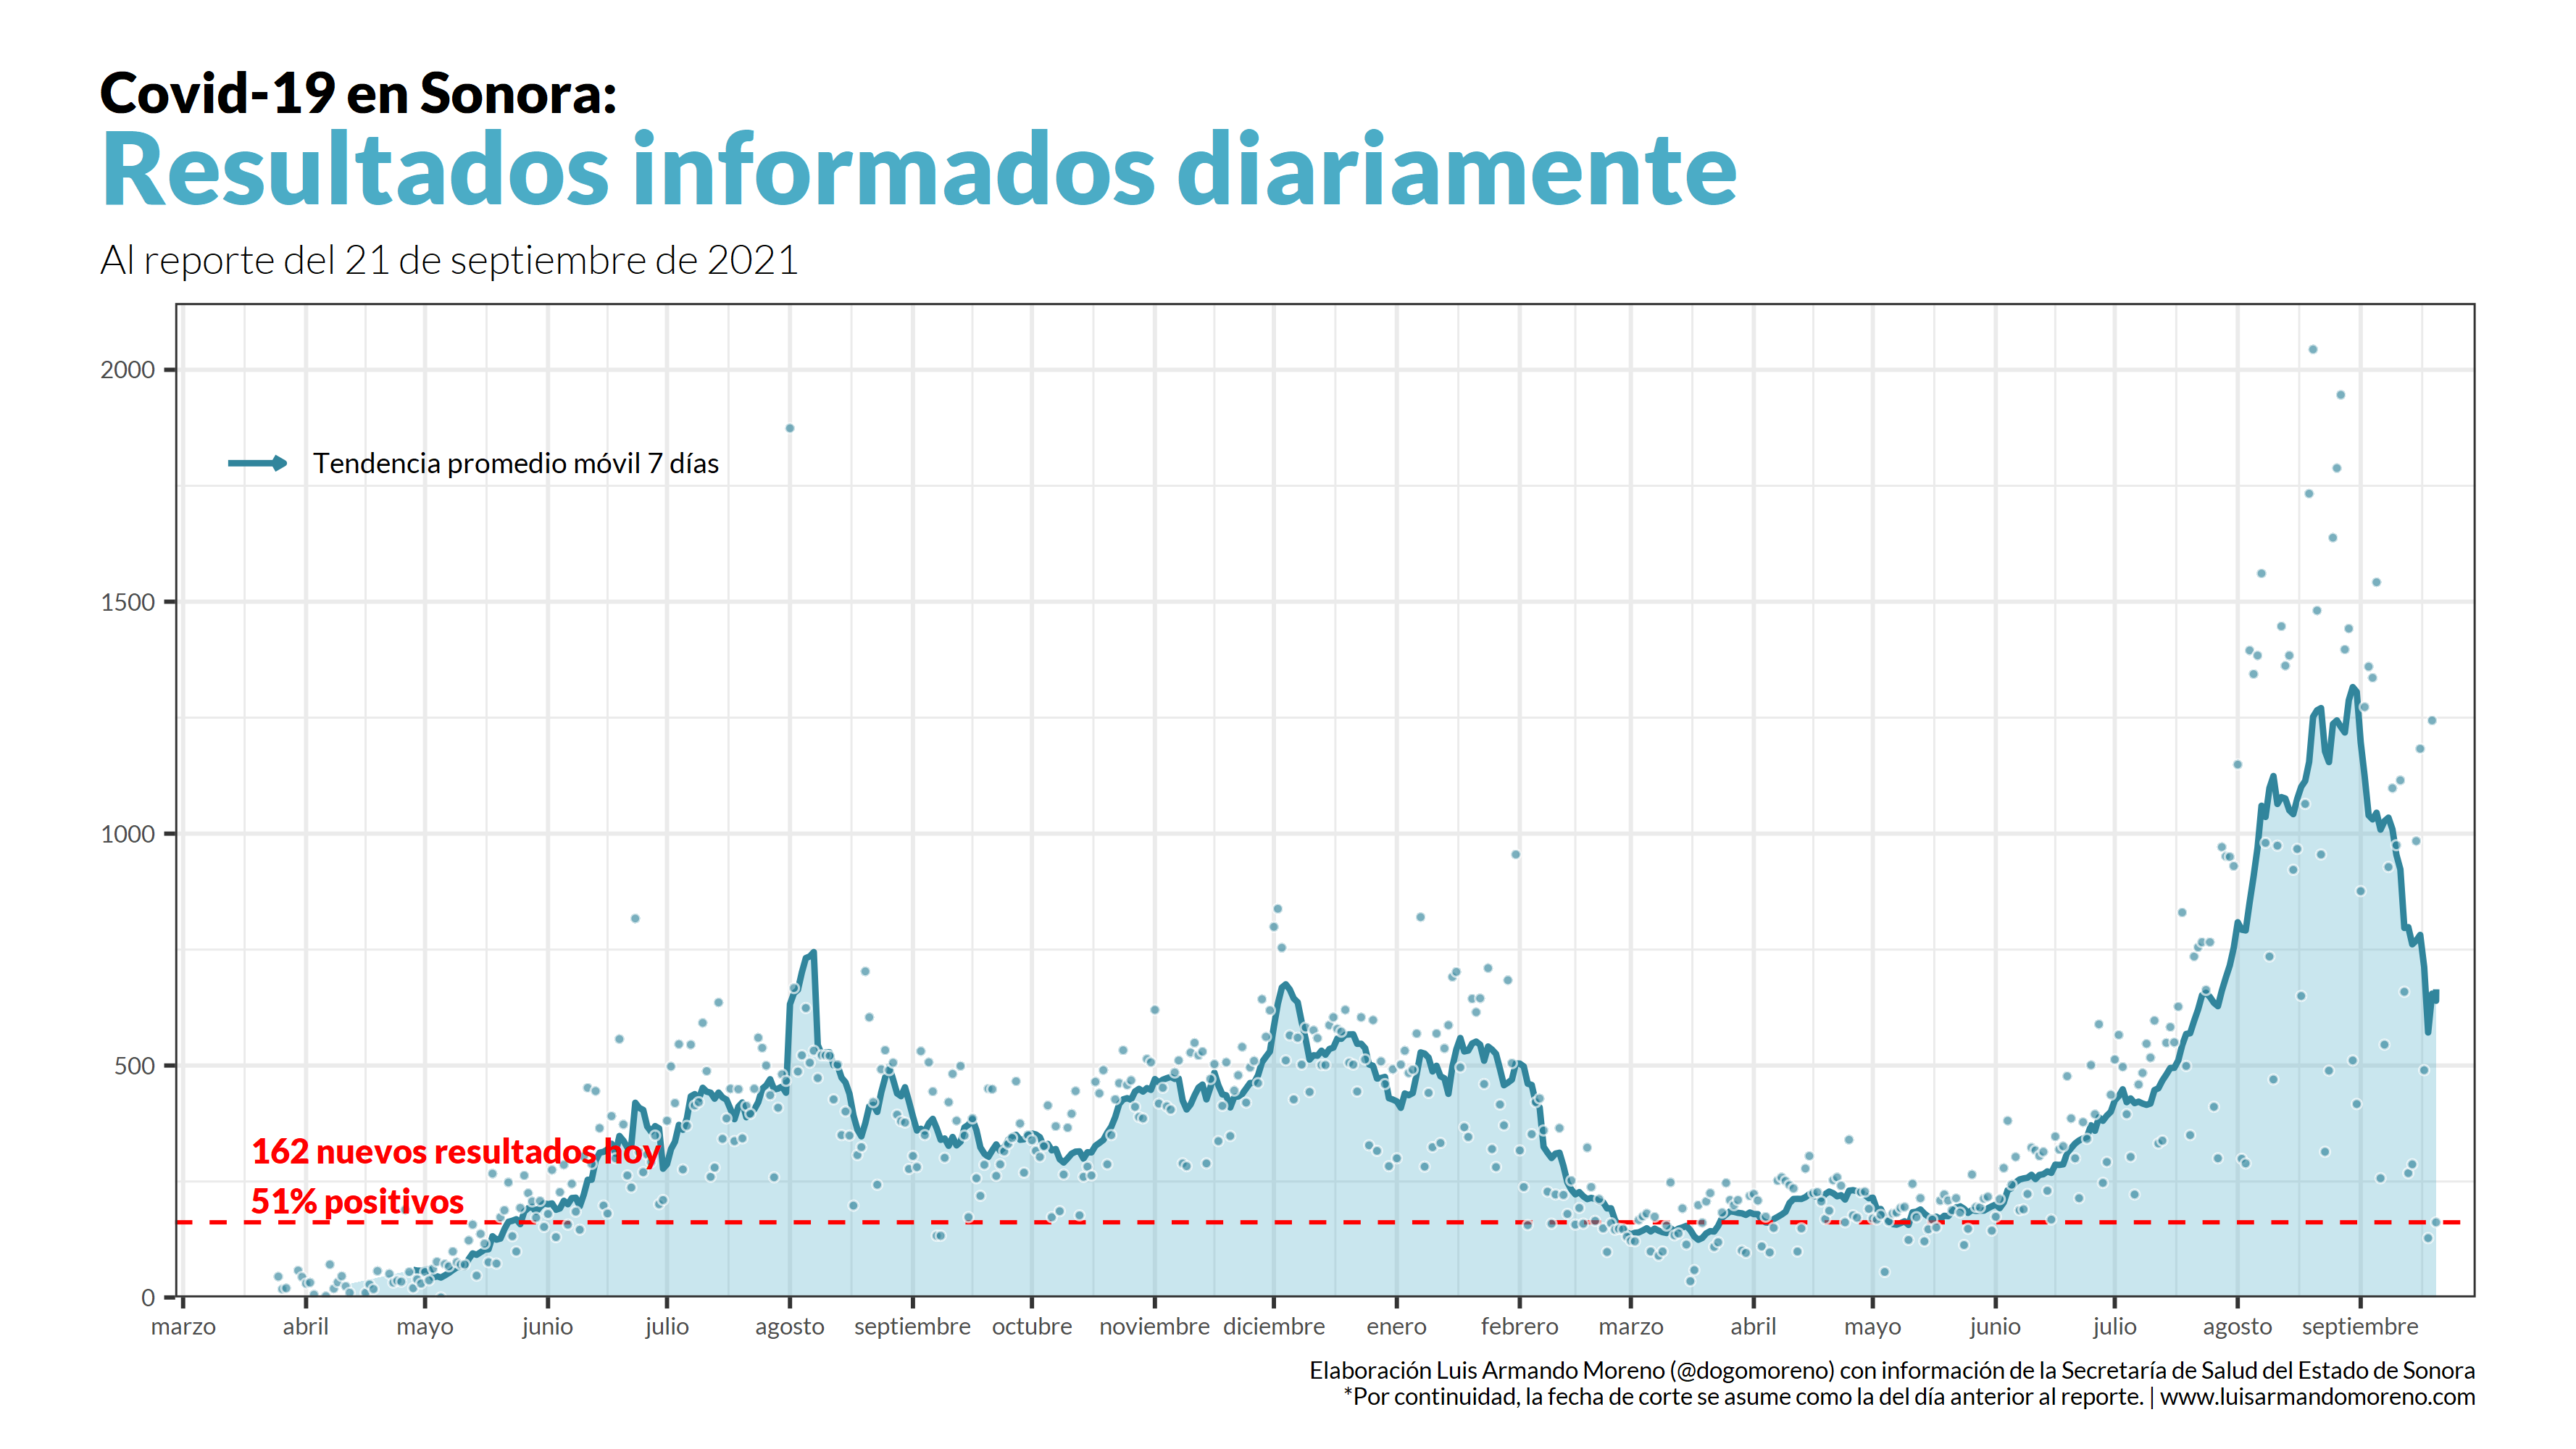 Covid-19 en Sonora:
Resultados informados diariamente
Al reporte del 21 de septiembre de 2021
2000
Tendencia promedio móvil 7 días
1500
1000
500
162 nuevos resultados hoy
51% positivos
0
marzo abril mayo junio julio agosto septiembre octubre noviembre diciembre enero febrero marzo abril mayo junio julio agosto septiembre
Elaboración Luis Armando Moreno (@dogomoreno) con información de la Secretaría de Salud del Estado de Sonora
*Por continuidad, la fecha de corte se asume como la del día anterior al reporte. | www.luisarmandomoreno.com